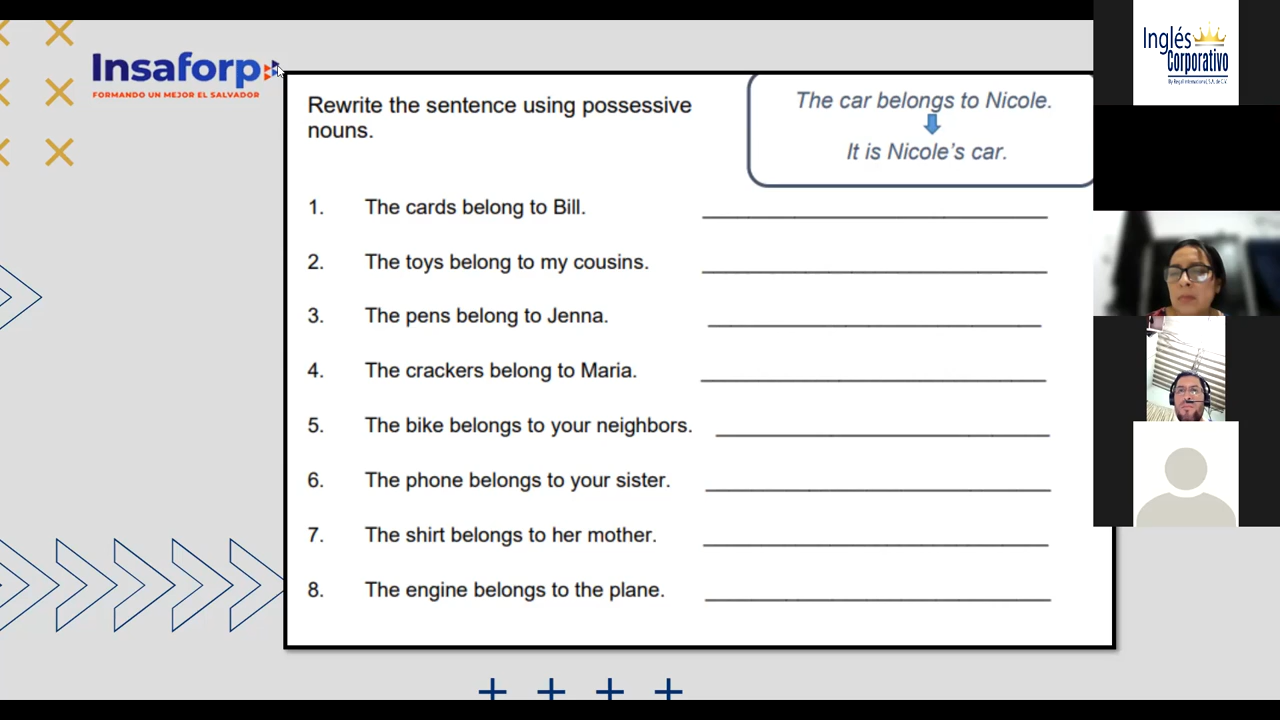 Insaforp
FORMANDO UN MEJOR EL SALVADOR
Rewrite the sentence using possessive
nouns.
The car belongs to Nicole.
It is Nicole's car.
1. The cards belong to Bill.
2. The toys belong to my cousins.
3. The pens belong to Jenna.
4. The crackers belong to Maria.
5. The bike belongs to your neighbors.
6. The phone belongs to your sister.
7. The shirt belongs to her mother.
8. The engine belongs to the plane.
Inglés
Corporativo